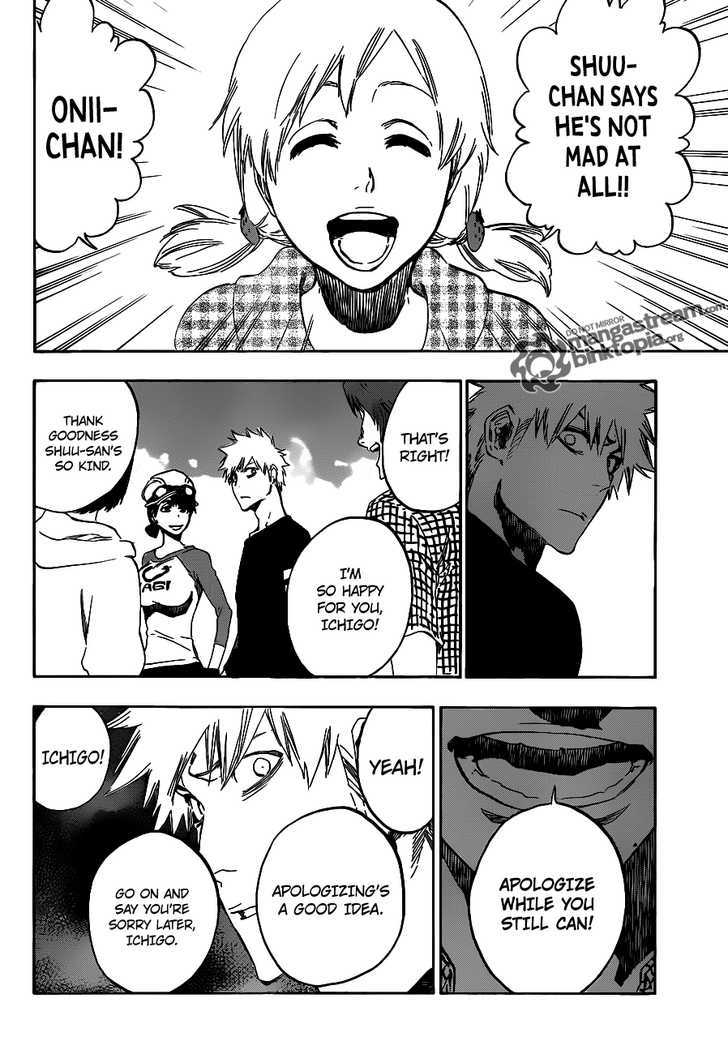 SHUU-
CHAN SAYS
HE'S NOT
MAD AT
ALL!!
ONII-
CHAN!
DO NOT MIRROR
mangastream.com
binktopia.org
THAT'S
RIGHT!
I'M
SO HAPPY
FOR YOU,
ICHIGO!
THANK
GOODNESS
SHUU-SAN'S
SO KIND.
AGI
APOLOGIZE
WHILE YOU
STILL CAN!
YEAH!
APOLOGIZING'S
A GOOD IDEA.
ICHIGO!
GO ON AND
SAY YOU'RE
SORRY LATER,
ICHIGO.